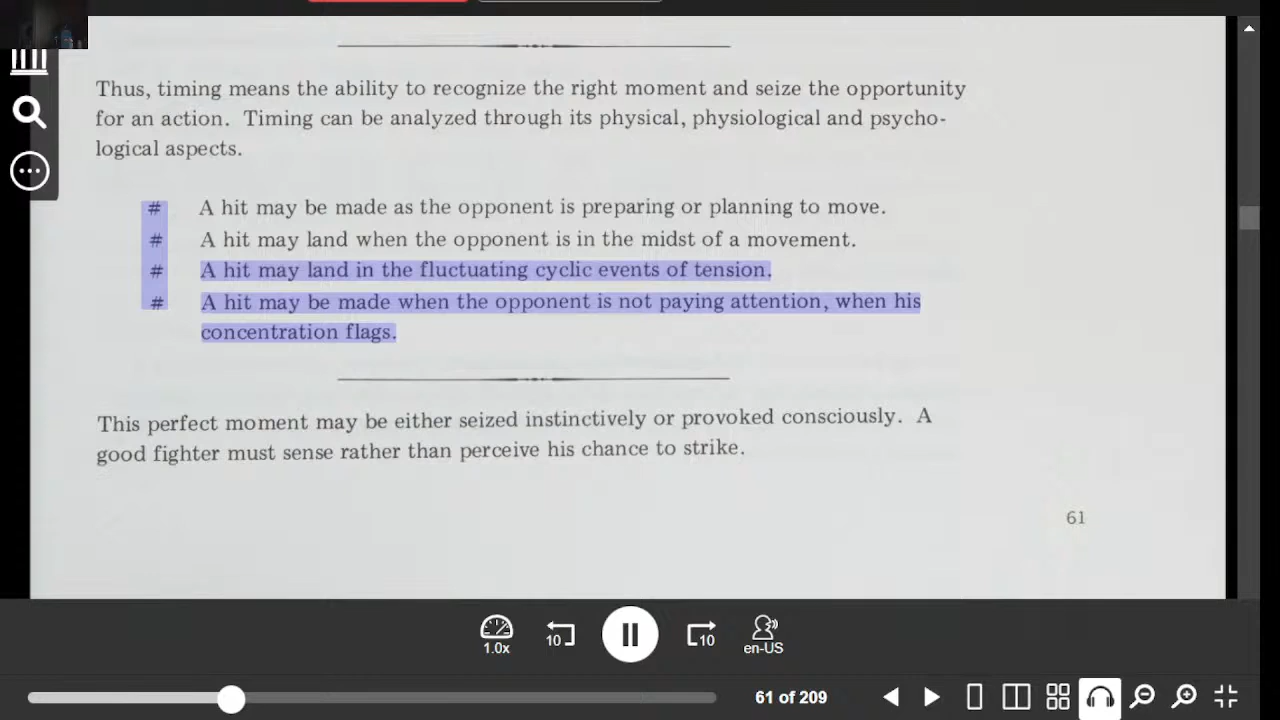 Thus, timing means the ability to recognize the right moment and seize the opportunity
for an action. Timing can be analyzed through its physical, physiological and psycho-
logical aspects.
# A hit may be made as the opponent is preparing or planning to move.
# A hit may land when the opponent is in the midst of a movement.
# A hit may land in the fluctuating cyclic events of tension.
# A hit may be made when the opponent is not paying attention, when his
concentration flags.
This perfect moment may be either seized instinctively or provoked consciously. A
good fighter must sense rather than perceive his chance to strike.
61
1.0x 10 10 en-US
61 of 209